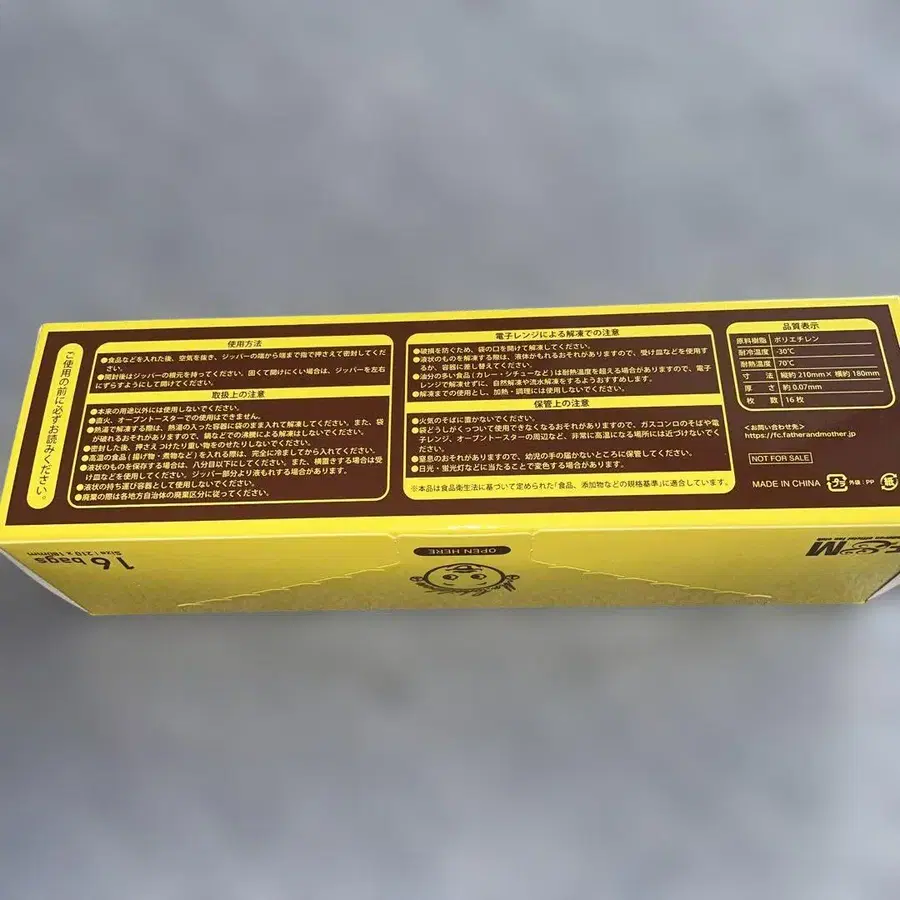 ご使用の前に必ずお読みください。
使用方法
●食品などを入れた後、空気を抜き、ジッパーの端から端まで指で押さえて密封してくだ
さい。
●開封後はジッパーの根元を持ってください。固くて開けにくい場合は、ジッパーを左右
にずらすようにして開けてください。
取扱上の注意
●本来の用途以外には使用しないでください。
●直火、オーブントースターでの使用はできません。
●熱湯で解凍する際は、熱湯の入った容器に袋のまま入れて解凍してください。また、袋
が破れるおそれがありますので、鍋などでの沸騰による解凍はしないでください。
●高温の食品(揚げ物・煮物など)を入れる際は、完全に冷ましてから入れてください。
●密封した後、押さえつけたり重い物をのせたりしないでください。
●液状のものを保存する場合は、八分目以下にしてください。また、横置きする場合は受
け皿などを使用してください。ジッパー部分より液もれする場合があります。
●液状の持ち運び容器として使用しないでください。
●廃棄の際は各地方自治体の廃棄区分に従ってください。
電子レンジによる解凍での注意
●破損を防ぐため、袋の口を開けて解凍してください。
●液状のものを解凍する際は、液体がもれるおそれがありますので、受け皿などを使用す
るか、容器に差し替えてください。
●油分の多い食品(カレー・シチューなど)は耐熱温度を超える場合がありますので、電子
レンジで解凍せずに、自然解凍や流水解凍をするようおすすめします。
●解凍までの使用とし、加熱・調理には使用しないでください。
保管上の注意
●火気のそばに置かないでください。
●袋どうしがくっついて使用できなくなるおそれがありますので、ガスコンロのそばや電
子レンジ、オーブントースターの周辺など、非常に高温になる場所には近づけないでくだ
さい。
●窒息のおそれがありますので、幼児の手の届かないところに保管してください。
●日光・蛍光灯などに当たることで変色する場合があります。
※本品は食品衛生法に基づいて定められた「食品、添加物などの規格基準」に適合しています。
品質表示
原料樹脂 ポリエチレン
耐冷温度 -30℃
耐熱温度 70℃
寸法 縦約210mm×横約180mm
厚さ 約0.07mm
枚数 16枚
<お問い合わせ先>
https://fc.fatherandmother.jp
NOT FOR SALE
MADE IN CHINA
プラ
外装:PP
紙
OPEN HERE
16 bags
Size : 210 x 180mm